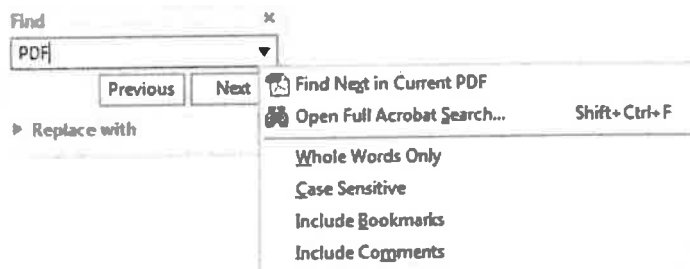 Find
PDF
Previous Next
Replace with
Find Next in Current PDF
Open Full Acrobat Search... Shift+Ctrl+F
Whole Words Only
Case Sensitive
Include Bookmarks
Include Comments